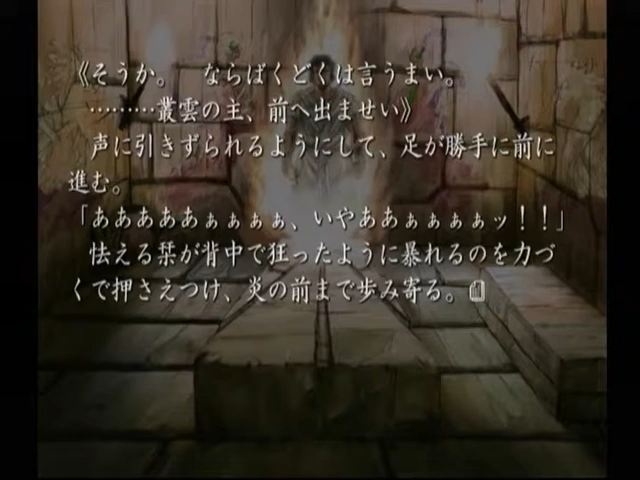 《そうか。　ならばくどくは言うまい。
………叢雲の主、前へ出ませい》
声に引きずられるようにして、足が勝手に前に
進む。
「あぁあああぁぁぁぁ、いやああぁぁぁぁッ！！」
怯える栞が背中で狂ったように暴れるのを力づ
くで押さえつけ、炎の前まで歩み寄る。